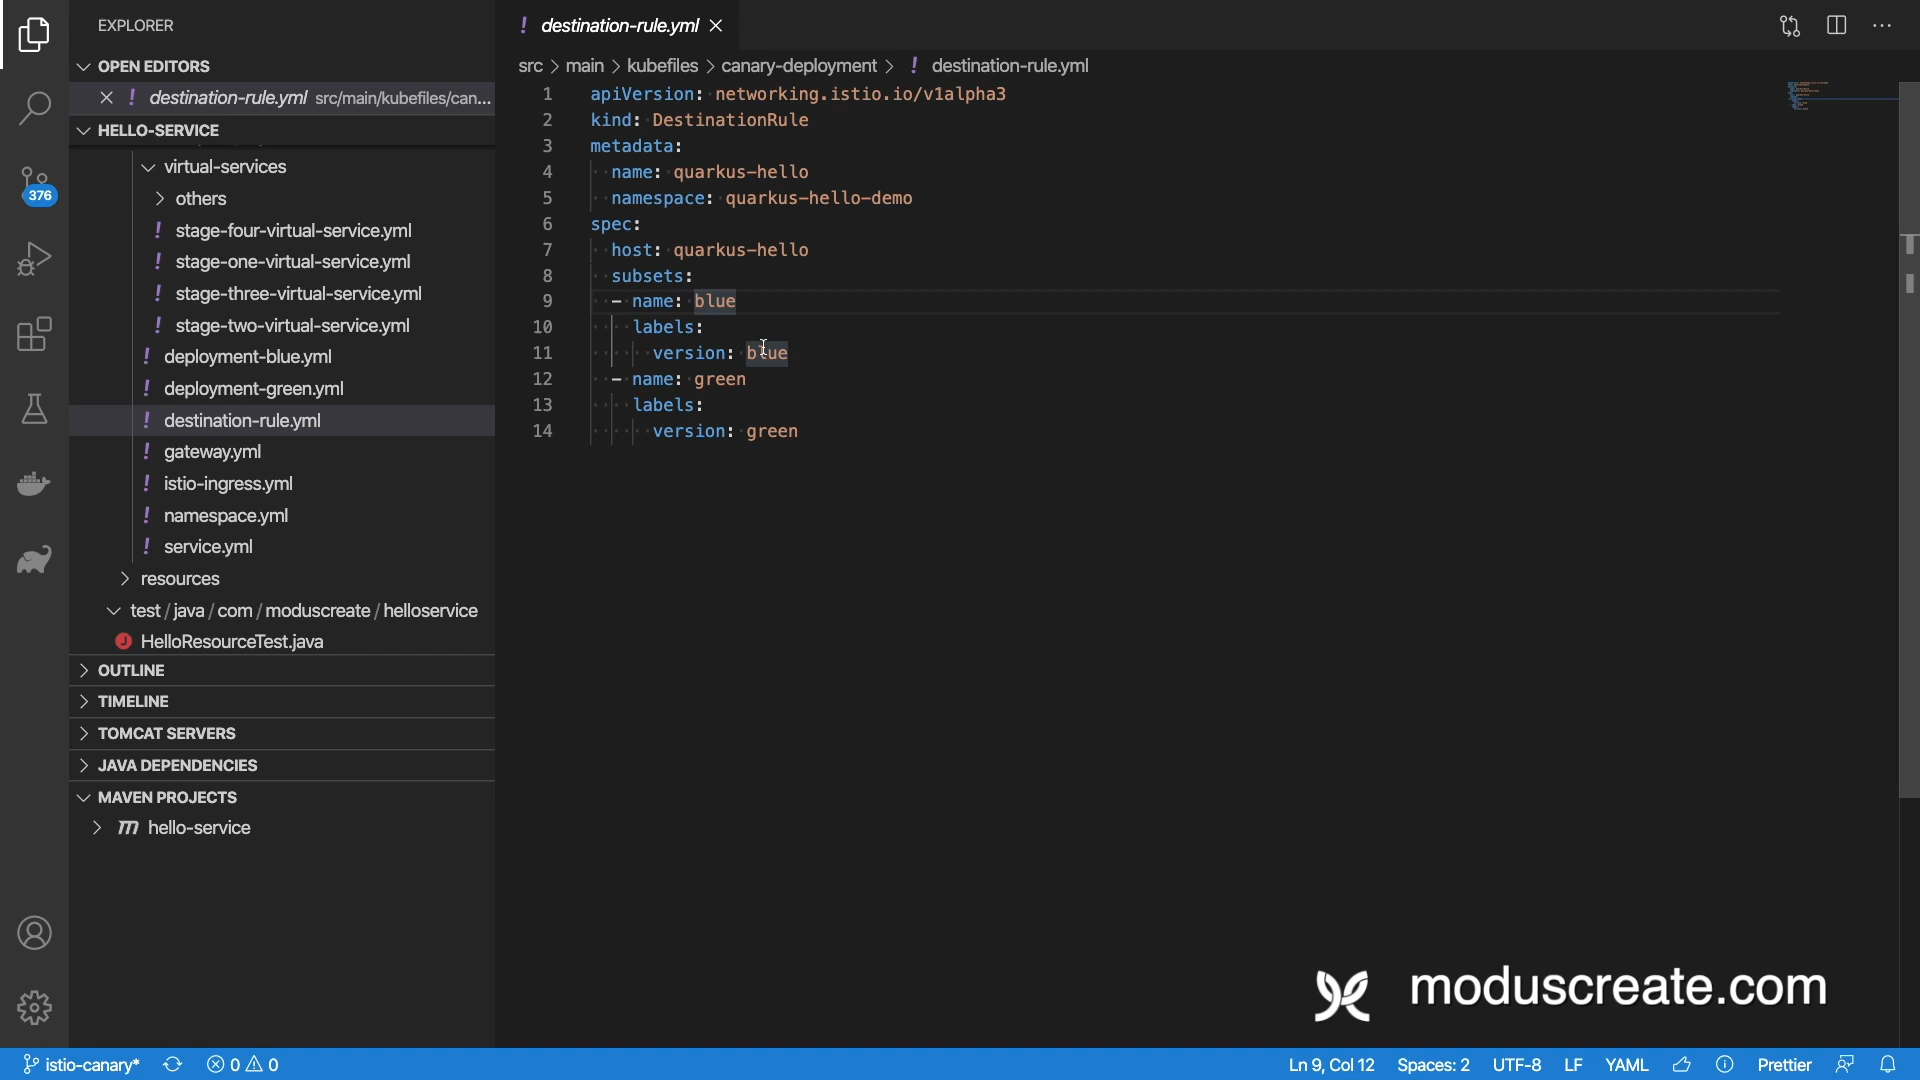 EXPLORER
OPEN EDITORS
! destination-rule.yml src/main/kubefiles/can...
HELLO-SERVICE
376
virtual-services
others
! stage-four-virtual-service.yml
! stage-one-virtual-service.yml
! stage-three-virtual-service.yml
! stage-two-virtual-service.yml
! deployment-blue.yml
! deployment-green.yml
! destination-rule.yml
! gateway.yml
! istio-ingress.yml
! namespace.yml
! service.yml
resources
test / java / com / moduscreate / helloservice
J HelloResourceTest.java
OUTLINE
TIMELINE
TOMCAT SERVERS
JAVA DEPENDENCIES
MAVEN PROJECTS
m hello-service
! destination-rule.yml
src > main > kubefiles > canary-deployment > ! destination-rule.yml
1 apiVersion: networking.istio.io/v1alpha3
2 kind: DestinationRule
3 metadata:
4 name: quarkus-hello
5 namespace: quarkus-hello-demo
6 spec:
7 host: quarkus-hello
8 subsets:
9 - name: blue
10 labels:
11 version: blue
12 - name: green
13 labels:
14 version: green
moduscreate.com
istio-canary* 0 0 Ln 9, Col 12 Spaces: 2 UTF-8 LF YAML Prettier